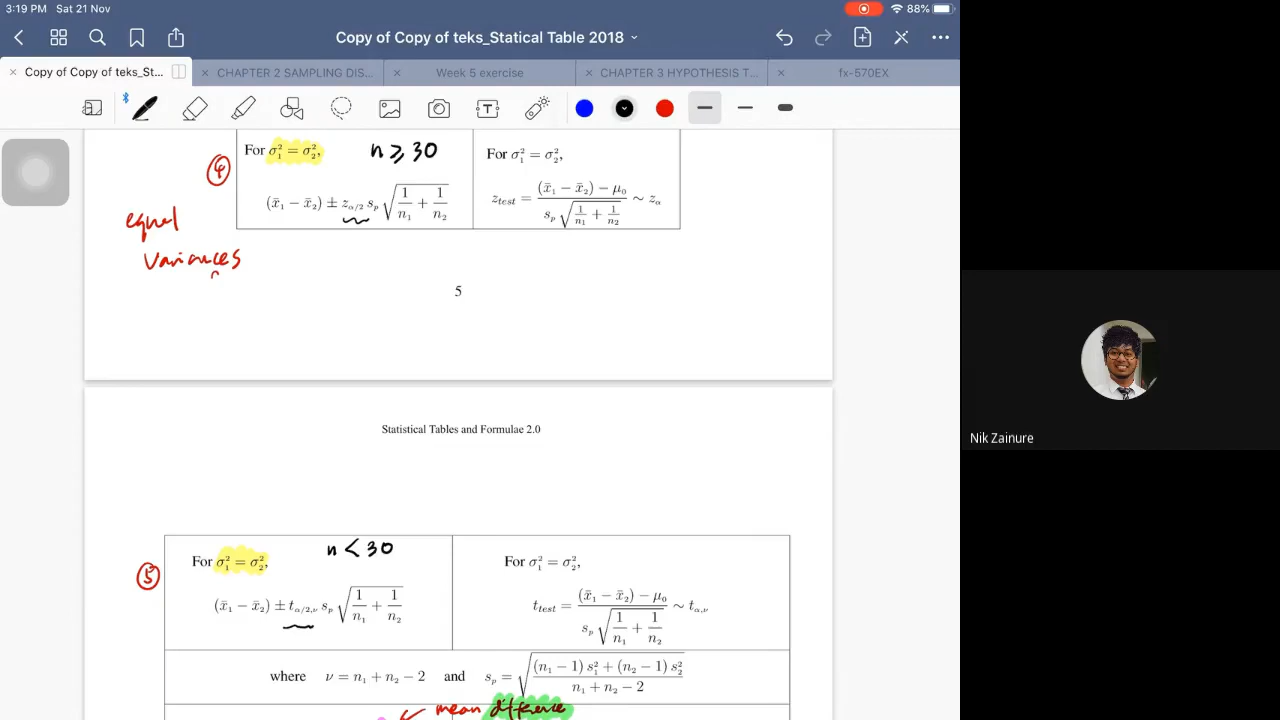 3:19 PM Sat 21 Nov
88%
Copy of Copy of teks_Statical Table 2018
Copy of Copy of teks_St...
CHAPTER 2 SAMPLING DIS...
Week 5 exercise
CHAPTER 3 HYPOTHESIS T...
fx-570EX
④
For σ₁² = σ₂²,
n ≥ 30
(x̄₁ − x̄₂) ± z_{α/2} s_p √(1/n₁ + 1/n₂)
For σ₁² = σ₂²,
z_{test} = ((x̄₁ − x̄₂) − μ₀) / (s_p √(1/n₁ + 1/n₂)) ∼ z_α
equal
variances
5
Statistical Tables and Formulae 2.0
⑤
For σ₁² = σ₂²,
n < 30
(x̄₁ − x̄₂) ± t_{α/2,ν} s_p √(1/n₁ + 1/n₂)
For σ₁² = σ₂²,
t_{test} = ((x̄₁ − x̄₂) − μ₀) / (s_p √(1/n₁ + 1/n₂)) ∼ t_{α,ν}
where ν = n₁ + n₂ − 2 and s_p = √(((n₁ − 1) s₁² + (n₂ − 1) s₂²) / (n₁ + n₂ − 2))
mean difference
Nik Zainure